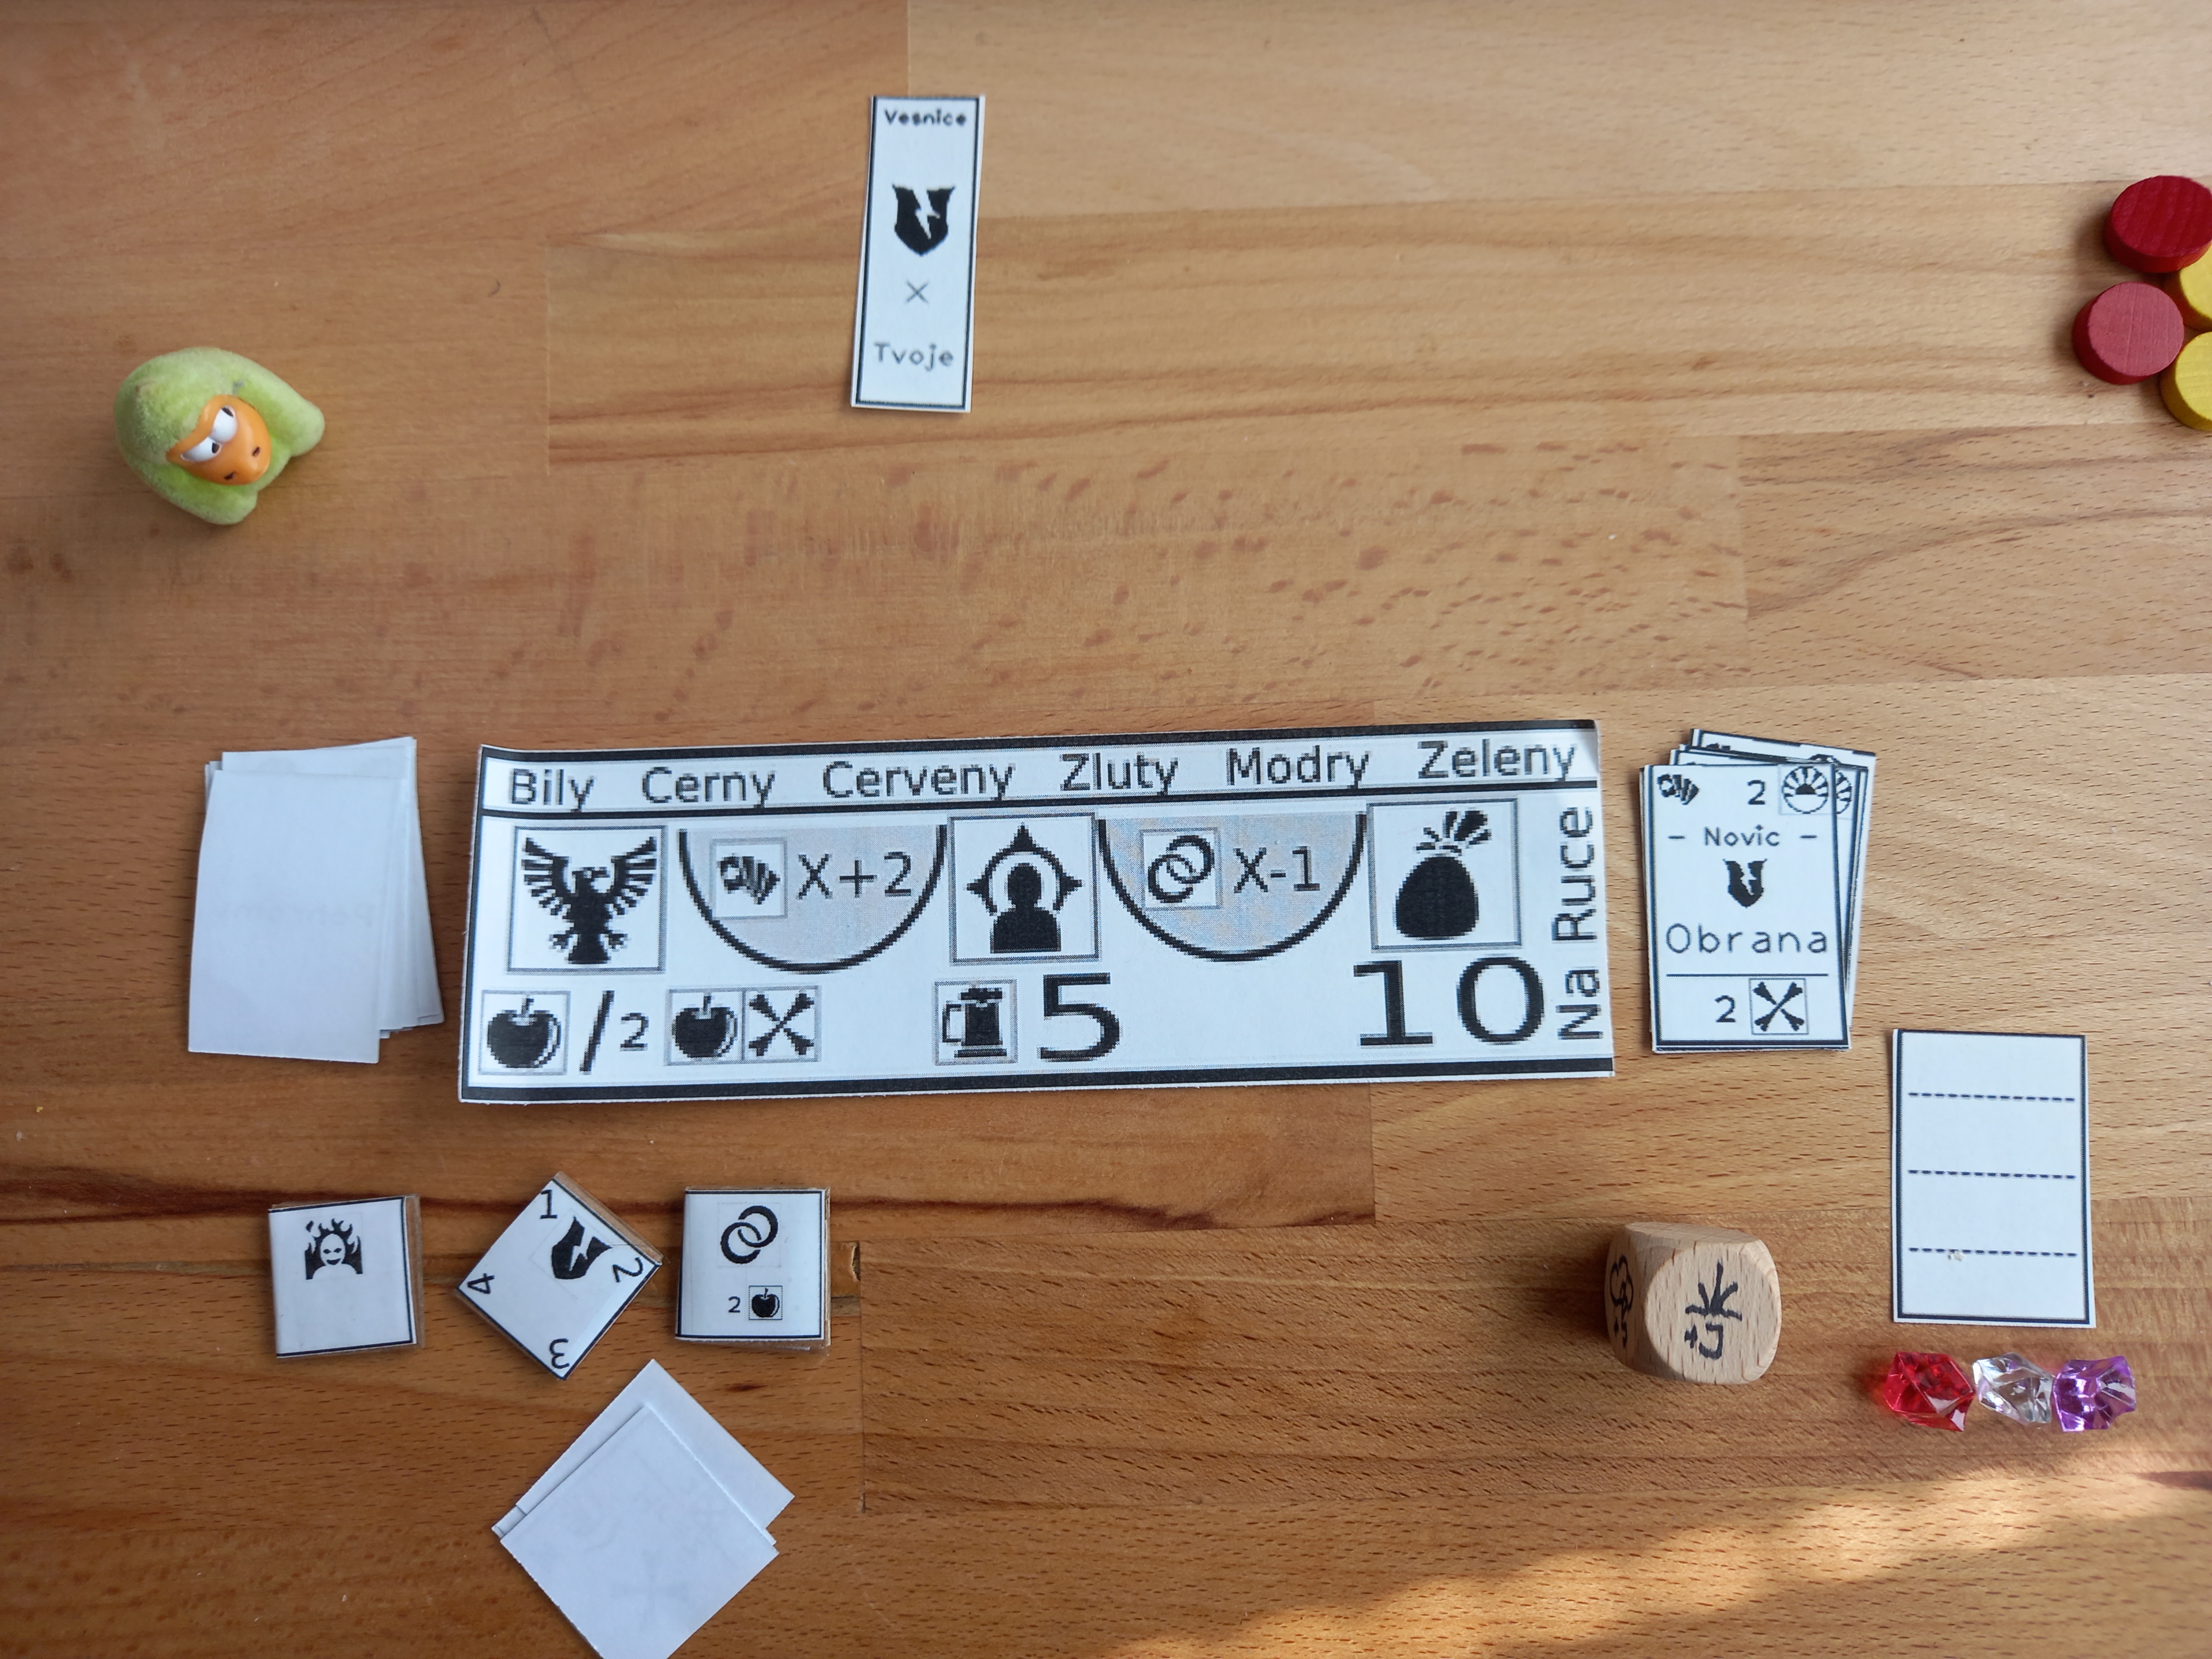 Vesnice
X
Tvoje
Bily Cerny Cerveny Zluty Modry Zeleny
X+2 X-1
/2 5 10
Na Ruce
2
- Novic -
Obrana
2
2
1
2
3
4